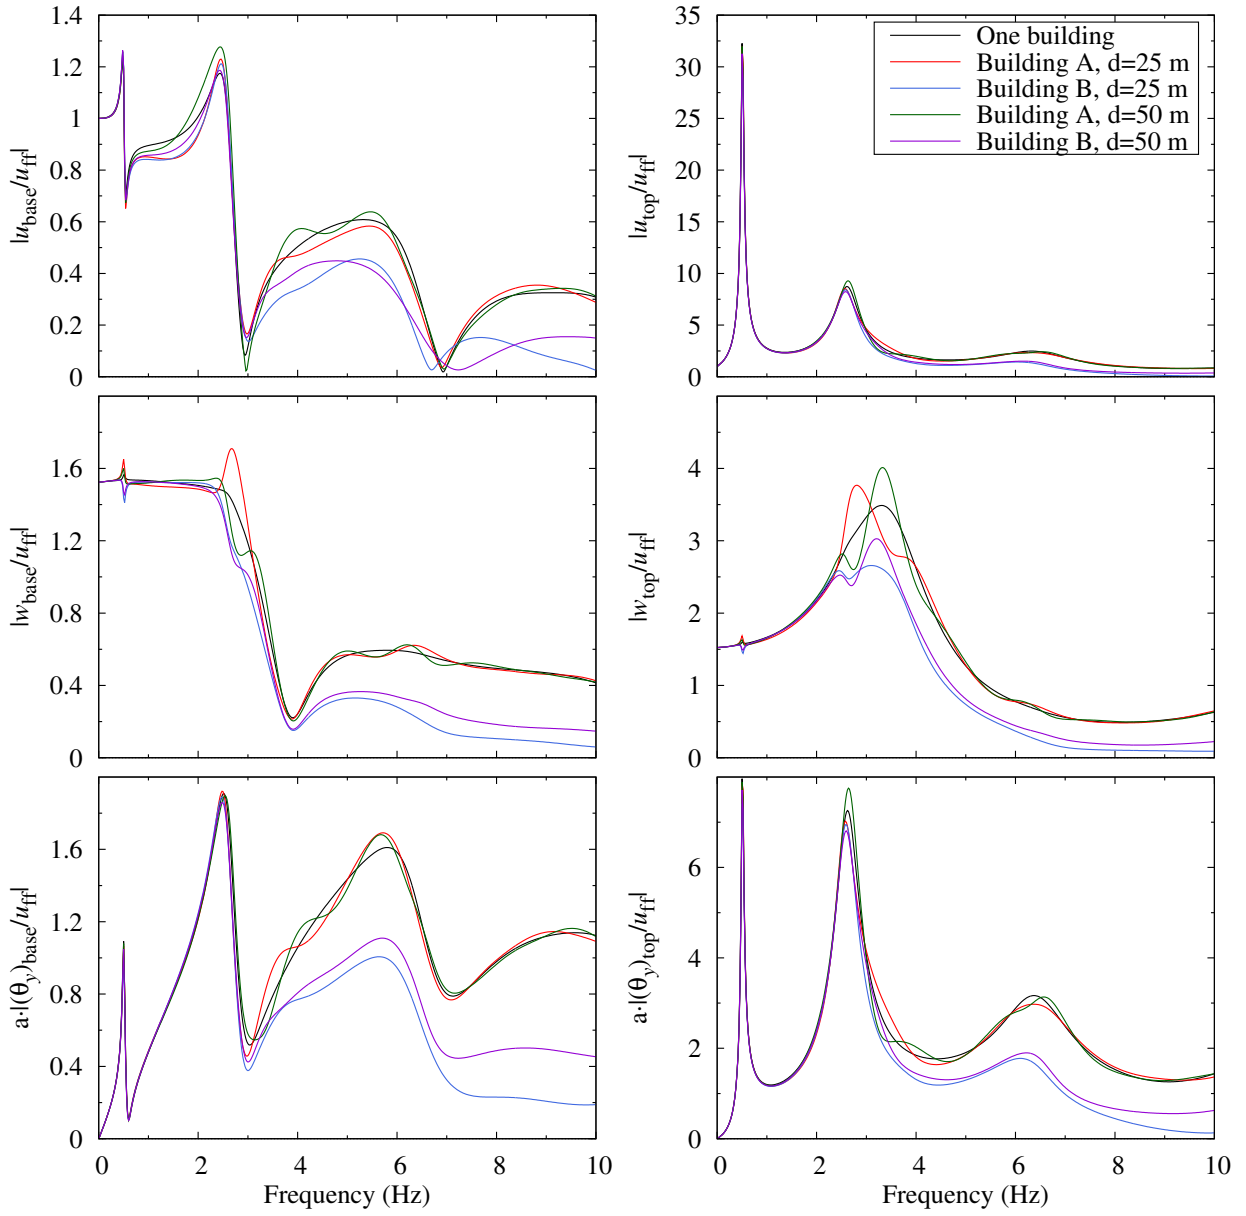 1.4
1.2
1
0.8
0.6
0.4
0.2
0
|u_base/u_ff|
35
30
25
20
15
10
5
0
|u_top/u_ff|
One building
Building A, d=25 m
Building B, d=25 m
Building A, d=50 m
Building B, d=50 m
1.6
1.2
0.8
0.4
0
|w_base/u_ff|
4
3
2
1
0
|w_top/u_ff|
1.6
1.2
0.8
0.4
0
a·|(θ_y)_base/u_ff|
0 2 4 6 8 10
Frequency (Hz)
6
4
2
0
a·|(θ_y)_top/u_ff|
0 2 4 6 8 10
Frequency (Hz)